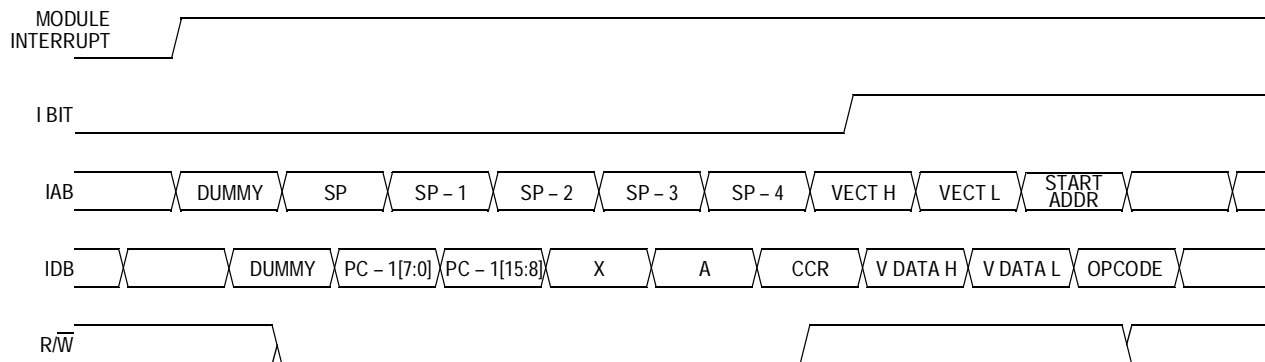 MODULE
INTERRUPT
I BIT
IAB DUMMY SP SP – 1 SP – 2 SP – 3 SP – 4 VECT H VECT L START
ADDR
IDB DUMMY PC – 1[7:0] PC – 1[15:8] X A CCR V DATA H V DATA L OPCODE
R/W̅